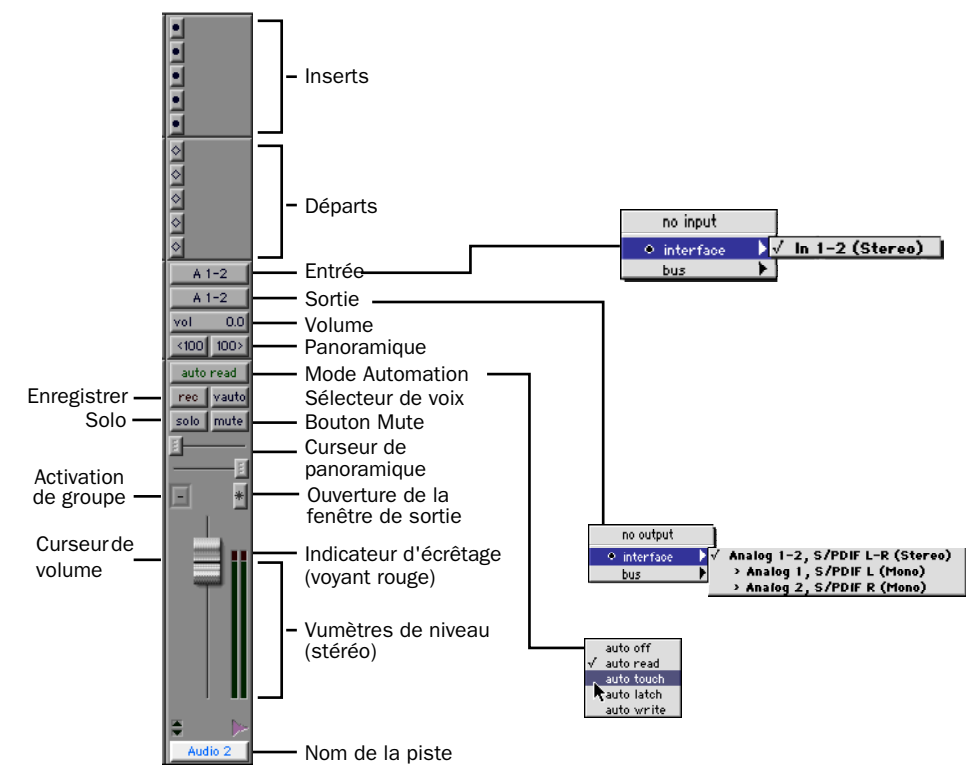 Inserts
Départs
no input
interface
In 1-2 (Stereo)
bus
A 1-2
Entrée
A 1-2
Sortie
vol 0.0
Volume
<100 100>
Panoramique
auto read
Mode Automation
Enregistrer
rec vauto
Sélecteur de voix
Solo
solo mute
Bouton Mute
Curseur de
panoramique
Activation
de groupe
Ouverture de la
fenêtre de sortie
no output
interface
Analog 1-2, S/PDIF L-R (Stereo)
> Analog 1, S/PDIF L (Mono)
bus
> Analog 2, S/PDIF R (Mono)
Curseur de
volume
Indicateur d'écrêtage
(voyant rouge)
Vumètres de niveau
(stéréo)
auto off
auto read
auto touch
auto latch
auto write
Audio 2
Nom de la piste